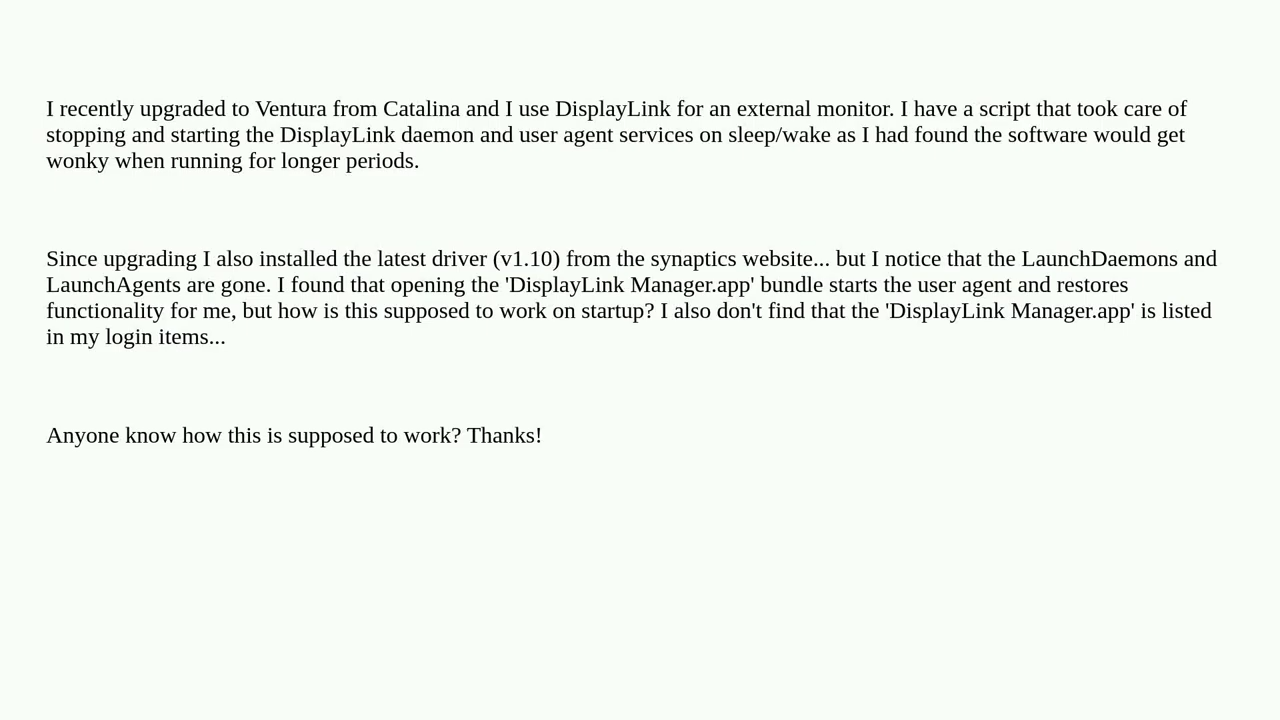 I recently upgraded to Ventura from Catalina and I use DisplayLink for an external monitor. I have a script that took care of
stopping and starting the DisplayLink daemon and user agent services on sleep/wake as I had found the software would get
wonky when running for longer periods.
Since upgrading I also installed the latest driver (v1.10) from the synaptics website... but I notice that the LaunchDaemons and
LaunchAgents are gone. I found that opening the 'DisplayLink Manager.app' bundle starts the user agent and restores
functionality for me, but how is this supposed to work on startup? I also don't find that the 'DisplayLink Manager.app' is listed
in my login items...
Anyone know how this is supposed to work? Thanks!